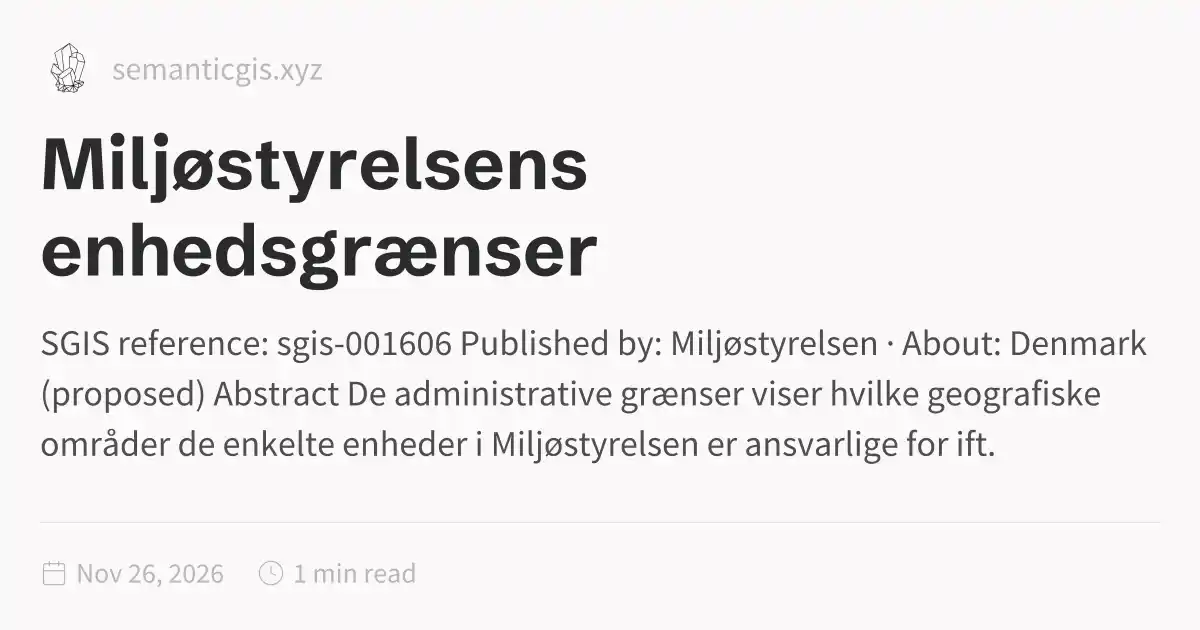 semanticgis.xyz
Miljøstyrelsens
enhedsgrænser
SGIS reference: sgis-001606 Published by: Miljøstyrelsen · About: Denmark
(proposed) Abstract De administrative grænser viser hvilke geografiske
områder de enkelte enheder i Miljøstyrelsen er ansvarlige for ift.
Nov 26, 2026 1 min read